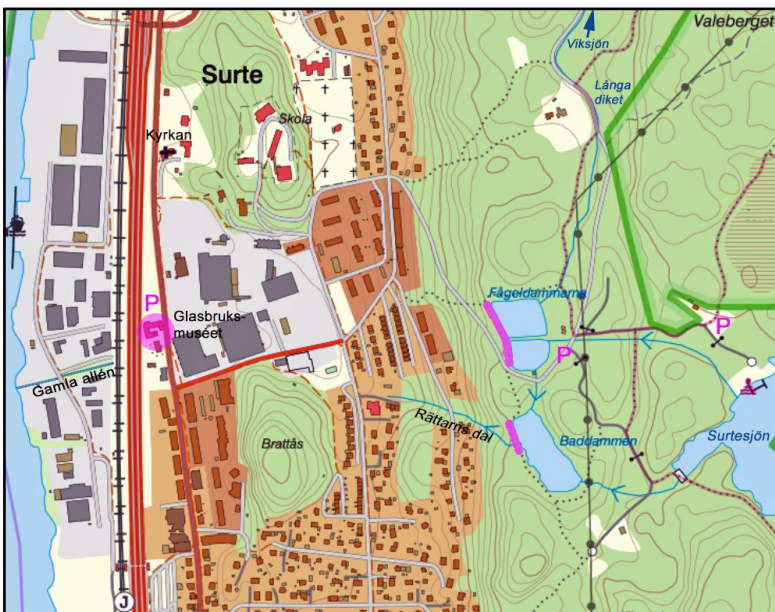 Valeberget
Viksjön
Surte
Långa
diket
Skola
Kyrkan
Fågeldammarna
P
Glasbruks-
muséet
P
P
Gamla allén
Rättarns dal
Brattås
Baddammen
Surtesjön
J